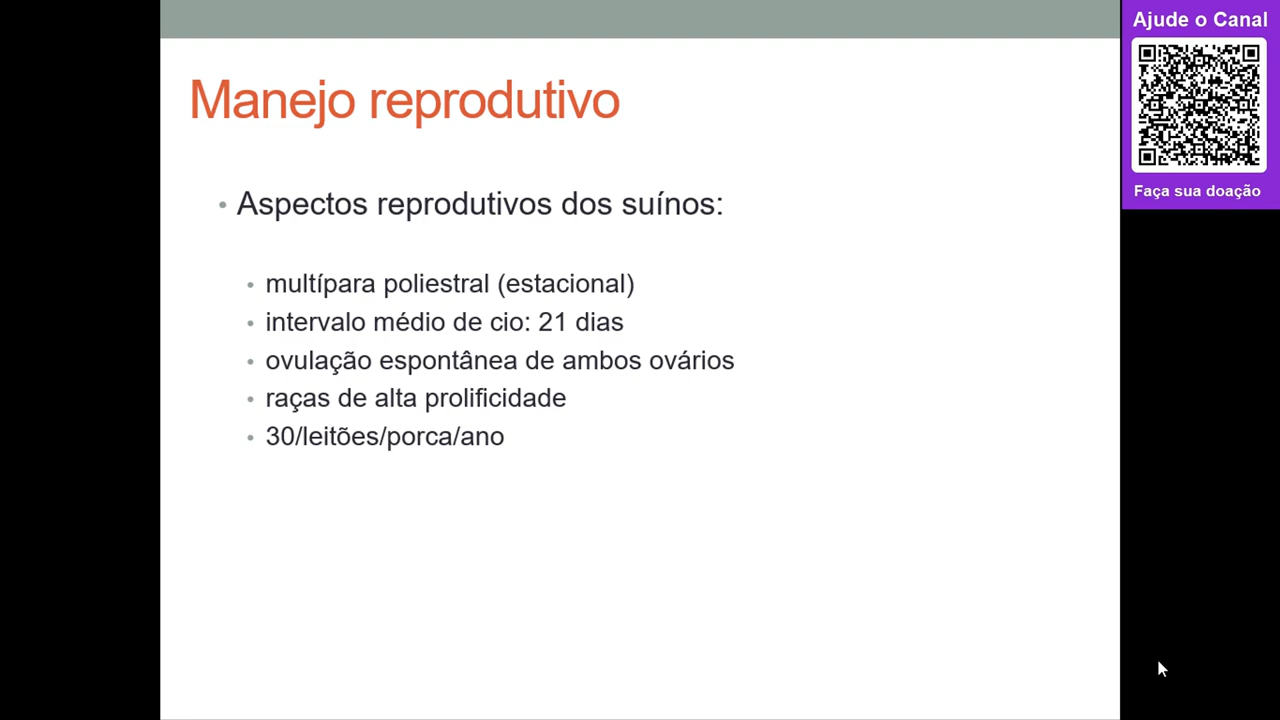 Manejo reprodutivo
• Aspectos reprodutivos dos suínos:
• multípara poliestral (estacional)
• intervalo médio de cio: 21 dias
• ovulação espontânea de ambos ovários
• raças de alta prolificidade
• 30/leitões/porca/ano
Ajude o Canal
Faça sua doação